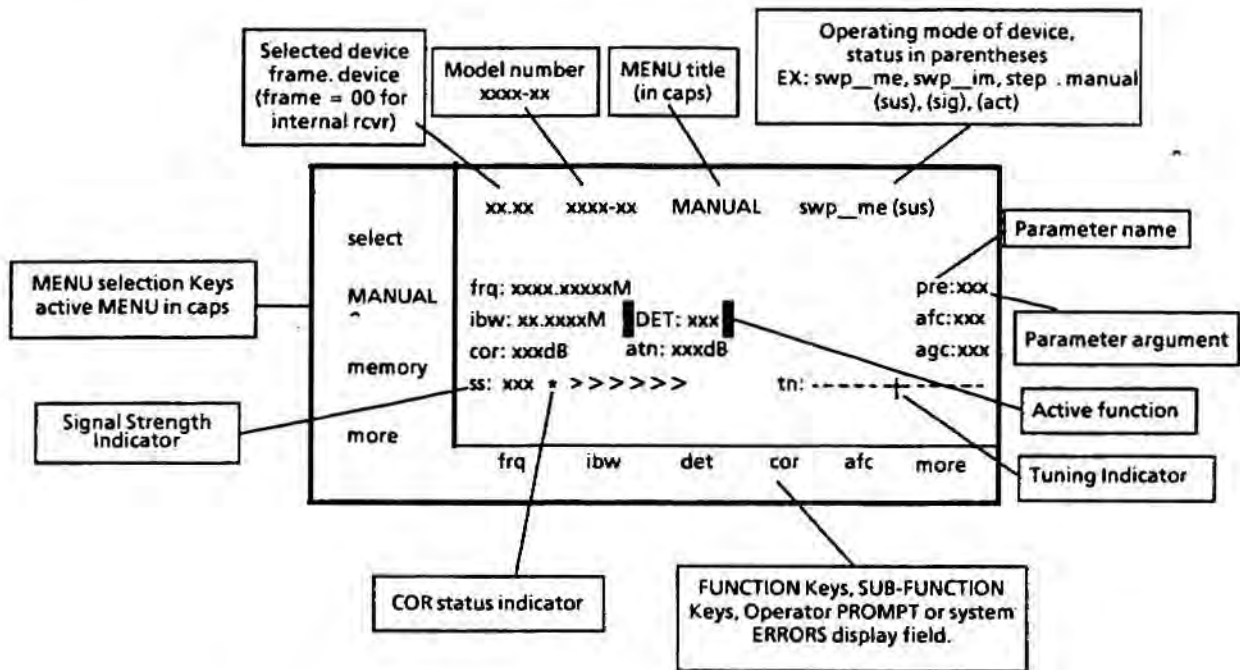 Selected device
frame. device
(frame = 00 for
internal rcvr)
Model number
xxxx-xx
MENU title
(in caps)
Operating mode of device,
status in parentheses
EX: swp__me, swp__im, step . manual
(sus), (sig), (act)
xx.xx xxxx-xx MANUAL swp__me (sus)
select
MANUAL
^
memory
more
MENU selection Keys
active MENU in caps
frq: xxxx.xxxxxM
ibw: xx.xxxxM DET: xxx
cor: xxxdB atn: xxxdB
ss: xxx * > > > > > >
pre:xxx
afc:xxx
agc:xxx
tn: - - - - - - - - - + - - - - - - - - -
Parameter name
Parameter argument
Active function
Tuning Indicator
Signal Strength
Indicator
frq ibw det cor afc more
COR status indicator
FUNCTION Keys, SUB-FUNCTION
Keys, Operator PROMPT or system
ERRORS display field.